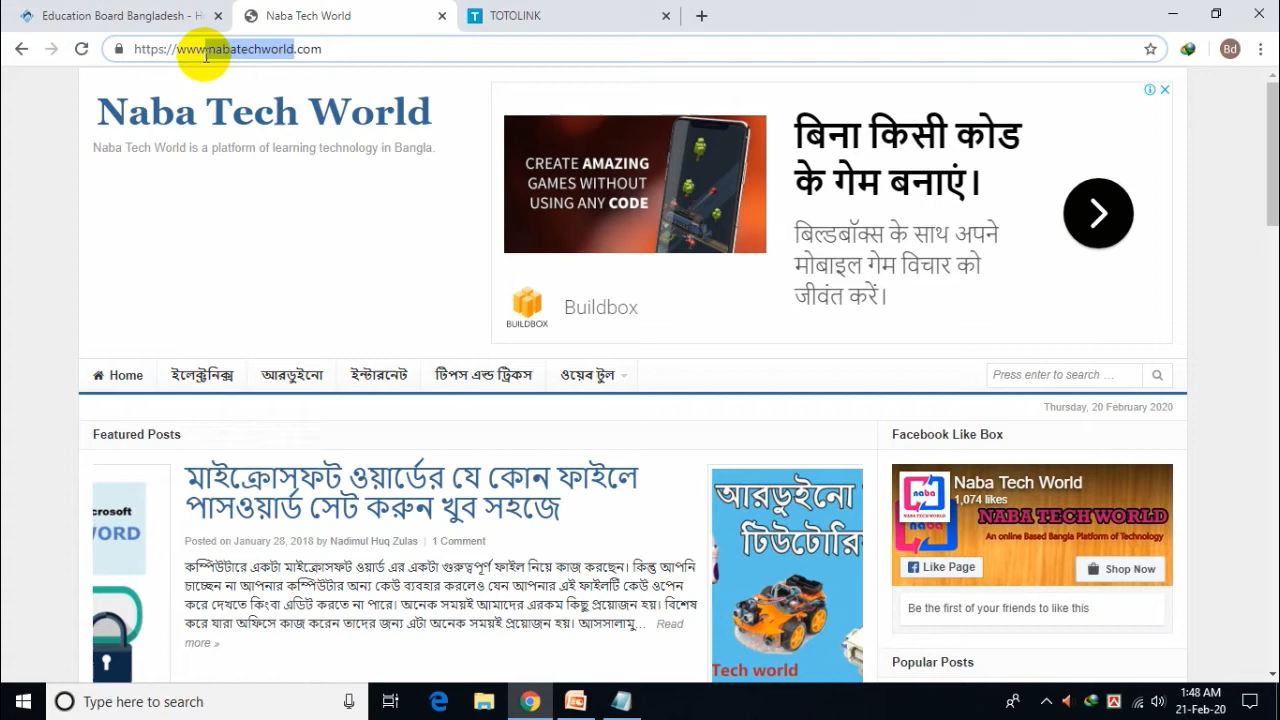 Education Board Bangladesh - H
Naba Tech World
TOTOLINK
https://www.nabatechworld.com
Bd
Naba Tech World
Naba Tech World is a platform of learning technology in Bangla.
CREATE AMAZING
GAMES WITHOUT
USING ANY CODE
BUILDBOX
Buildbox
बिना किसी कोड
के गेम बनाएं।
बिल्डबॉक्स के साथ अपने
मोबाइल गेम विचार को
जीवंत करें।
Home
ইলেক্ট্রনিক্স
আরডুইনো
ইন্টারনেট
টিপস এন্ড ট্রিকস
ওয়েব টুল
Press enter to search …
Thursday, 20 February 2020
Featured Posts
crosoft
ORD
মাইক্রোসফট ওয়ার্ডের যে কোন ফাইলে
পাসওয়ার্ড সেট করুন খুব সহজে
Posted on January 28, 2018 by Nadimul Huq Zulas | 1 Comment
কম্পিউটারে একটা মাইক্রোসফট ওয়ার্ড এর একটা গুরুত্বপূর্ণ ফাইল নিয়ে কাজ করছেন। কিন্তু আপনি
চাচ্ছেন না আপনার কম্পিউটার অন্য কেউ ব্যবহার করলেও যেন আপনার এই ফাইলটি কেউ ওপেন
করে দেখতে কিংবা এডিট করতে না পারে। অনেক সময়ই আমাদের এরকম কিছু প্রয়োজন হয়। বিশেষ
করে যারা অফিসে কাজ করেন তাদের জন্য এটা অনেক সময়ই প্রয়োজন হয়। আসসালামু... Read
more »
আরডুইনো
টিউটোরি
Tech world
Facebook Like Box
naba
Naba Tech World
1,074 likes
NABA TECH WORLD
An online Based Bangla Platform of Technology
Like Page
Shop Now
Be the first of your friends to like this
Popular Posts
Type here to search
1:48 AM
21-Feb-20